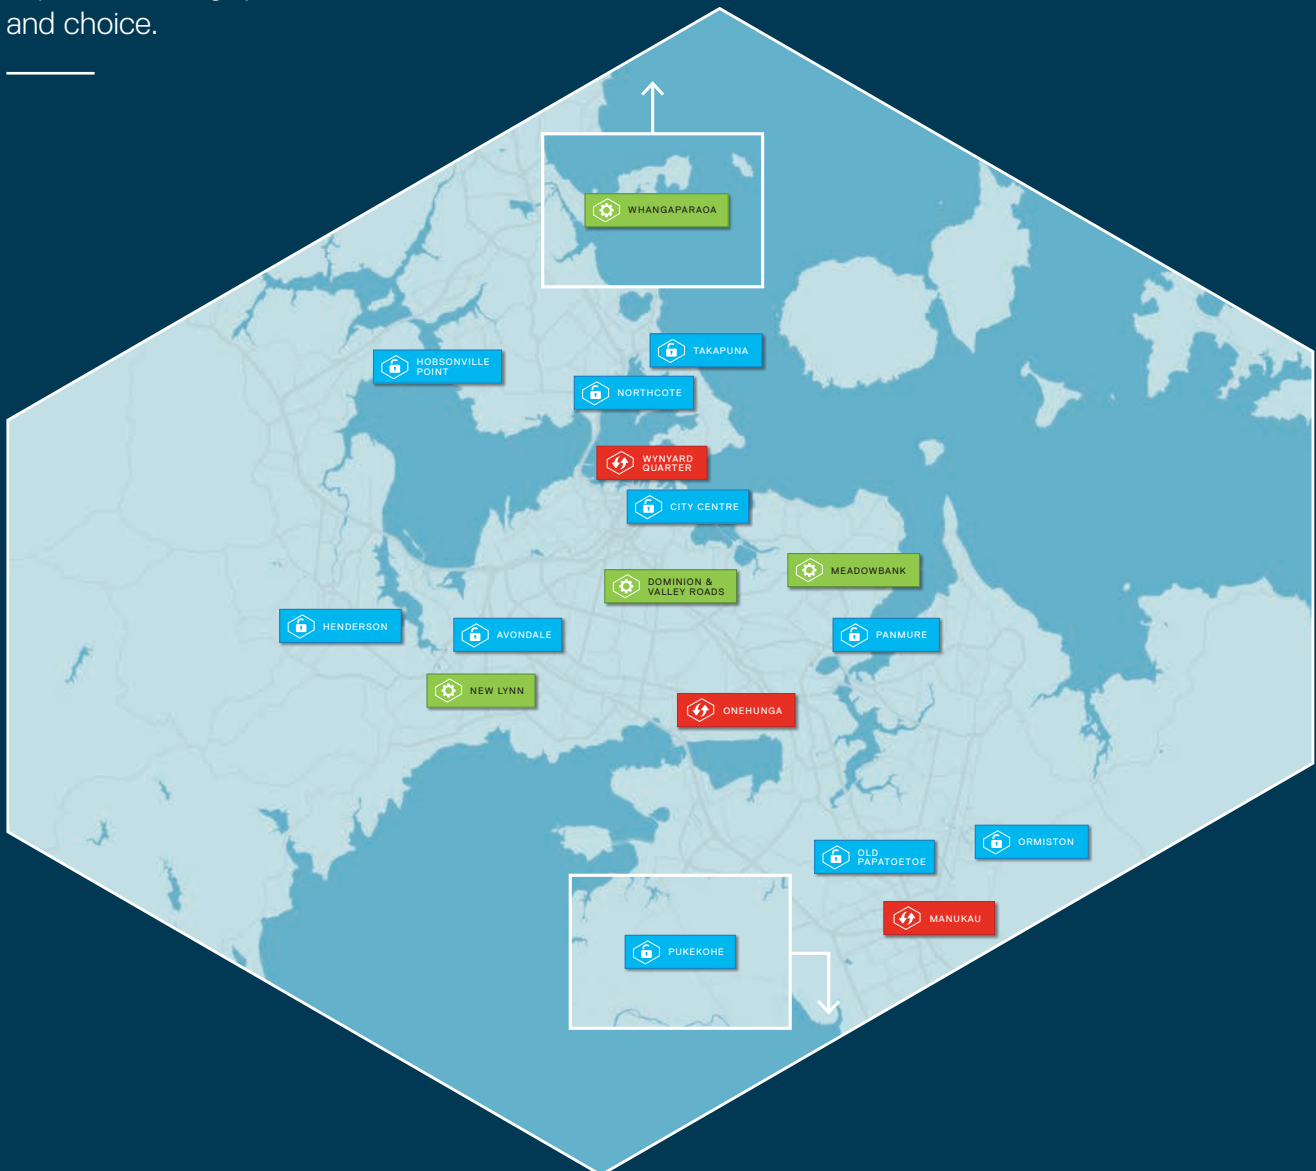 and choice.
WHANGAPARAOA
TAKAPUNA
HOBSONVILLE
POINT
NORTHCOTE
WYNYARD
QUARTER
CITY CENTRE
MEADOWBANK
DOMINION &
VALLEY ROADS
HENDERSON
AVONDALE
PANMURE
NEW LYNN
ONEHUNGA
ORMISTON
OLD
PAPATOETOE
MANUKAU
PUKEKOHE